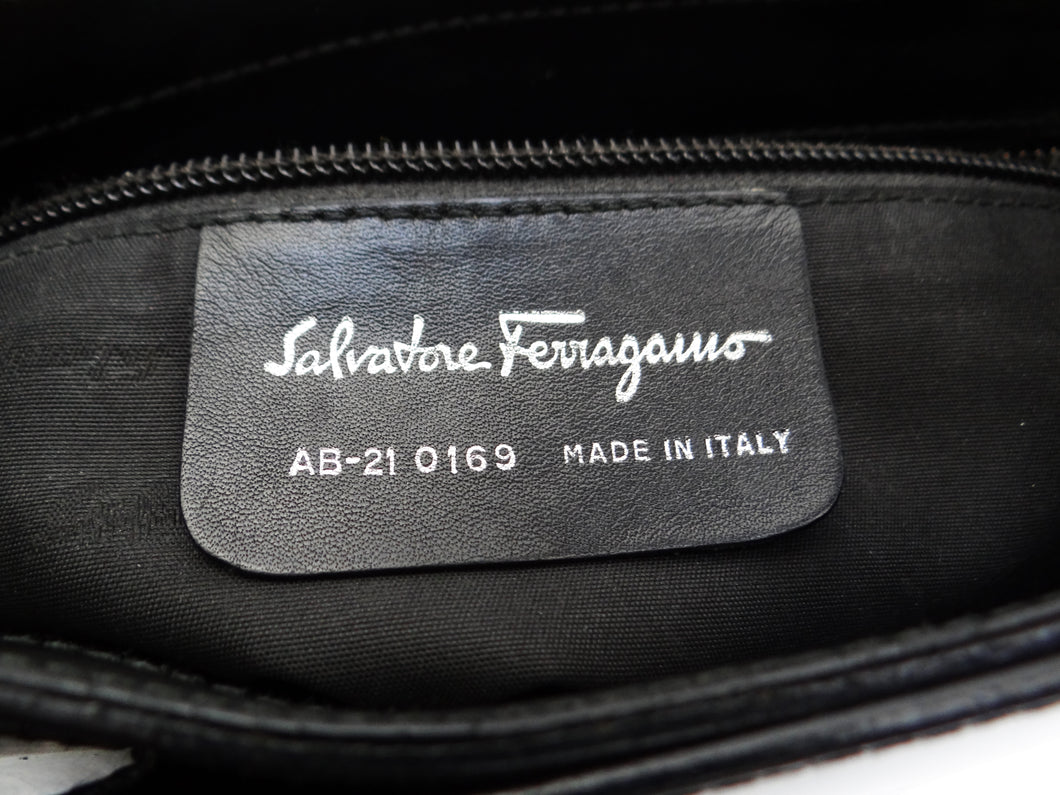 Salvatore Ferragamo
AB-21 0169 MADE IN ITALY